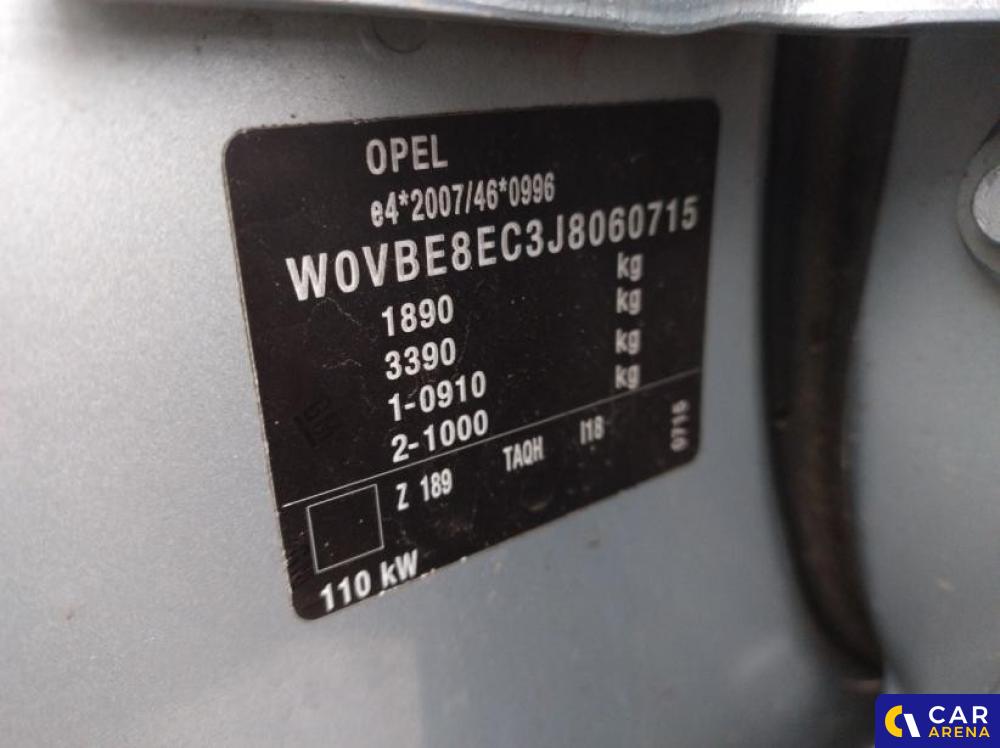 OPEL
e4*2007/46*0996
W0VBE8EC3J8060715
1890 kg
3390 kg
1-0910 kg
2-1000 kg
Z 189 TAQH I18 0715
110 kW
CAR
ARENA